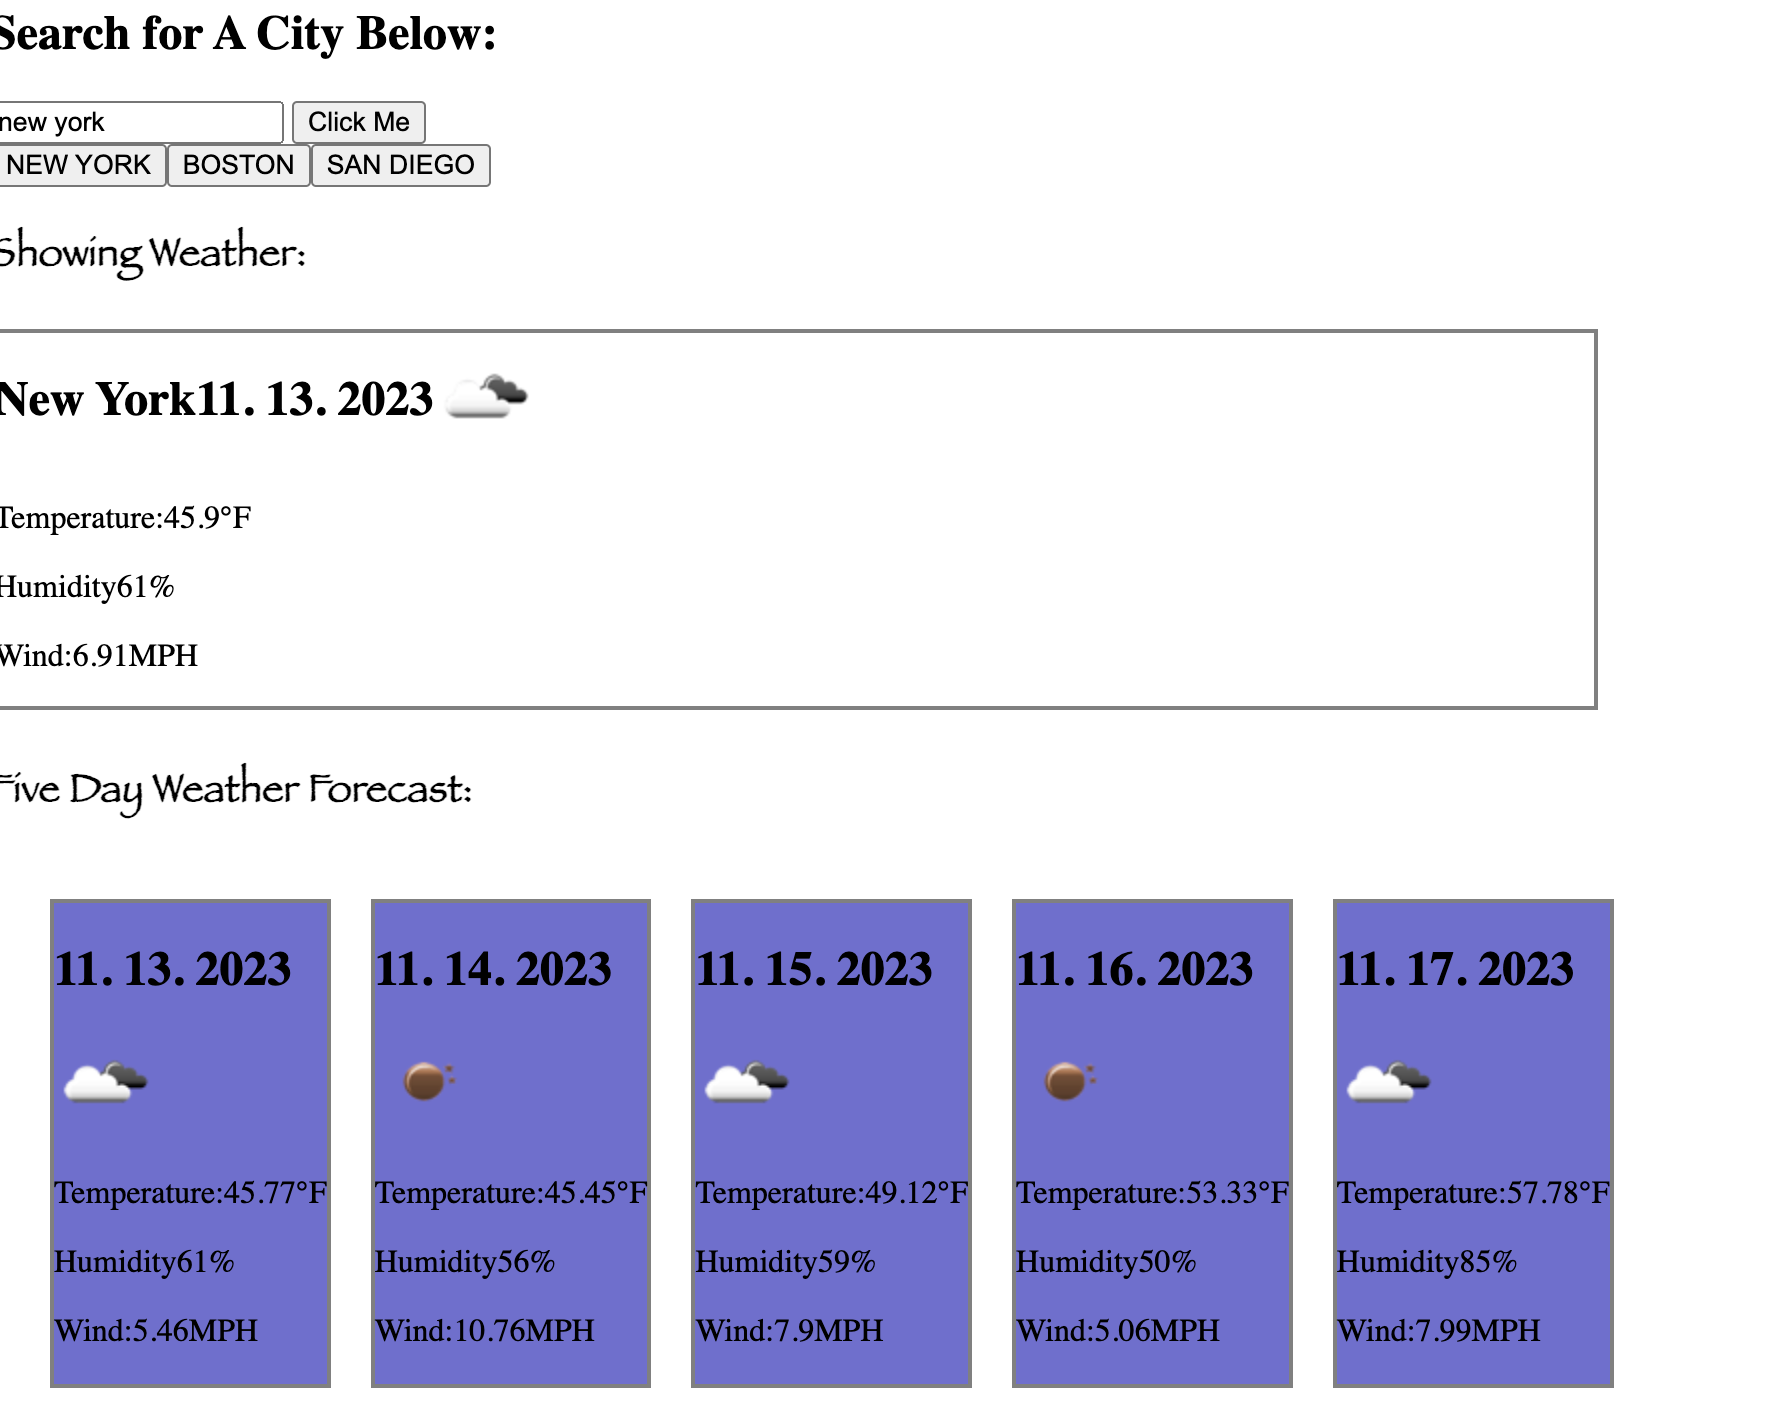 Search for A City Below:
new york Click Me
NEW YORK BOSTON SAN DIEGO
Showing Weather:
New York11. 13. 2023
Temperature:45.9°F
Humidity61%
Wind:6.91MPH
Five Day Weather Forecast:
11. 13. 2023
Temperature:45.77°F
Humidity61%
Wind:5.46MPH
11. 14. 2023
Temperature:45.45°F
Humidity56%
Wind:10.76MPH
11. 15. 2023
Temperature:49.12°F
Humidity59%
Wind:7.9MPH
11. 16. 2023
Temperature:53.33°F
Humidity50%
Wind:5.06MPH
11. 17. 2023
Temperature:57.78°F
Humidity85%
Wind:7.99MPH